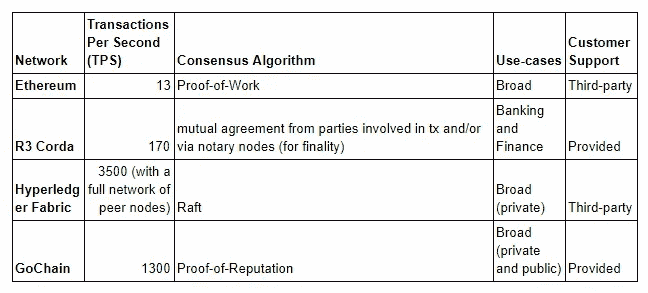 Network Transactions Per Second (TPS) Consensus Algorithm Use-cases Customer Support
Ethereum 13 Proof-of-Work Broad Third-party
R3 Corda 170 mutual agreement from parties involved in tx and/or via notary nodes (for finality) Banking and Finance Provided
Hyperledger Fabric 3500 (with a full network of peer nodes) Raft Broad (private) Third-party
GoChain 1300 Proof-of-Reputation Broad (private and public) Provided